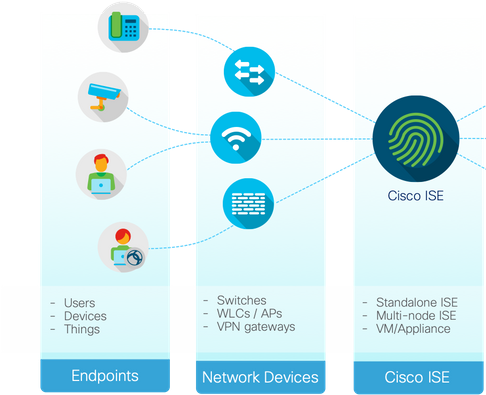 Cisco ISE
- Users
- Devices
- Things
- Switches
- WLCs / APs
- VPN gateways
- Standalone ISE
- Multi-node ISE
- VM/Appliance
Endpoints
Network Devices
Cisco ISE